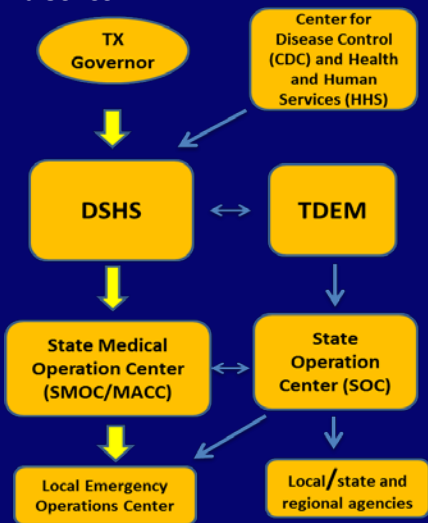 TX
Governor
Center for
Disease Control
(CDC) and Health
and Human
Services (HHS)
DSHS
TDEM
State Medical
Operation Center
(SMOC/MACC)
State
Operation
Center (SOC)
Local Emergency
Operations Center
Local/state and
regional agencies